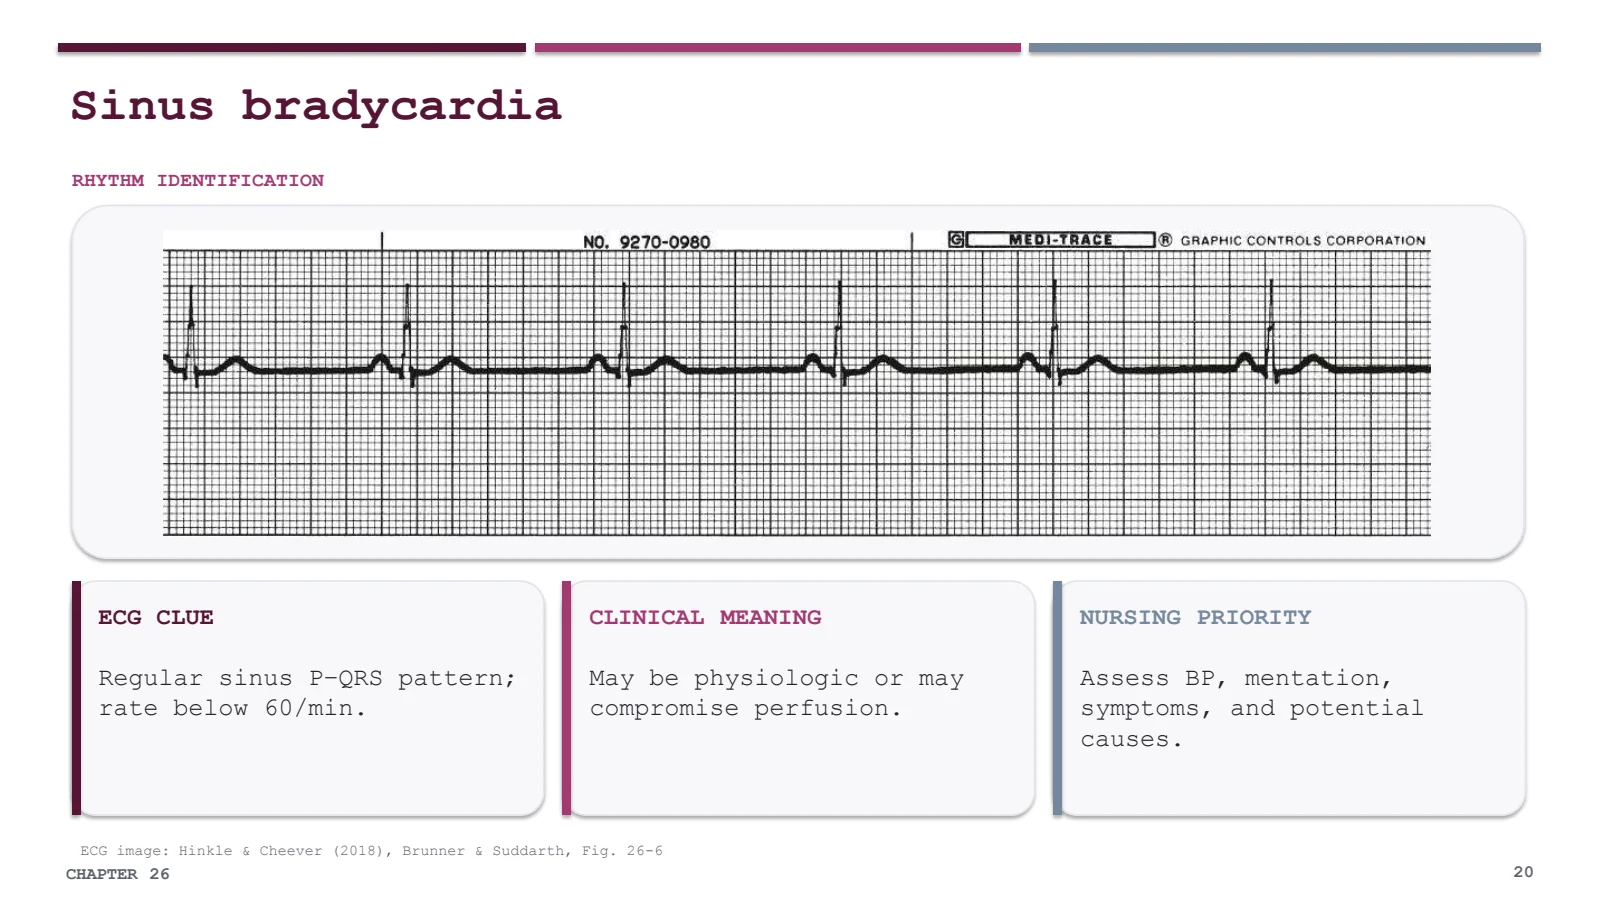 Sinus bradycardia
RHYTHM IDENTIFICATION
NO. 9270-0980
G MEDI-TRACE ® GRAPHIC CONTROLS CORPORATION
ECG CLUE
Regular sinus P–QRS pattern;
rate below 60/min.
CLINICAL MEANING
May be physiologic or may
compromise perfusion.
NURSING PRIORITY
Assess BP, mentation,
symptoms, and potential
causes.
ECG image: Hinkle & Cheever (2018), Brunner & Suddarth, Fig. 26-6
CHAPTER 26
20